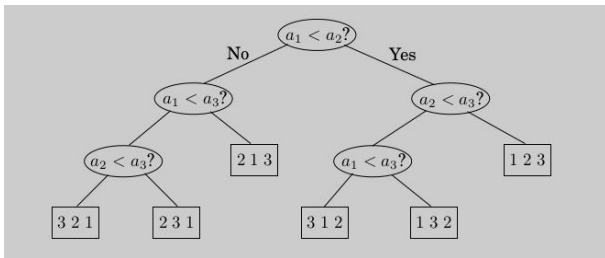 a₁ < a₂?
No Yes
a₁ < a₃? a₂ < a₃?
a₂ < a₃? 2 1 3 a₁ < a₃? 1 2 3
3 2 1 2 3 1 3 1 2 1 3 2